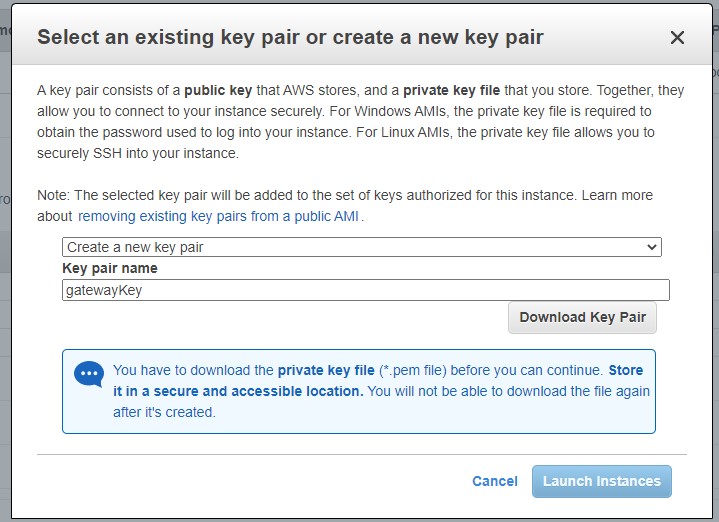 Select an existing key pair or create a new key pair
A key pair consists of a public key that AWS stores, and a private key file that you store. Together, they
allow you to connect to your instance securely. For Windows AMIs, the private key file is required to
obtain the password used to log into your instance. For Linux AMIs, the private key file allows you to
securely SSH into your instance.
Note: The selected key pair will be added to the set of keys authorized for this instance. Learn more
about removing existing key pairs from a public AMI .
Create a new key pair
Key pair name
gatewayKey
Download Key Pair
You have to download the private key file (*.pem file) before you can continue. Store
it in a secure and accessible location. You will not be able to download the file again
after it's created.
Cancel
Launch Instances